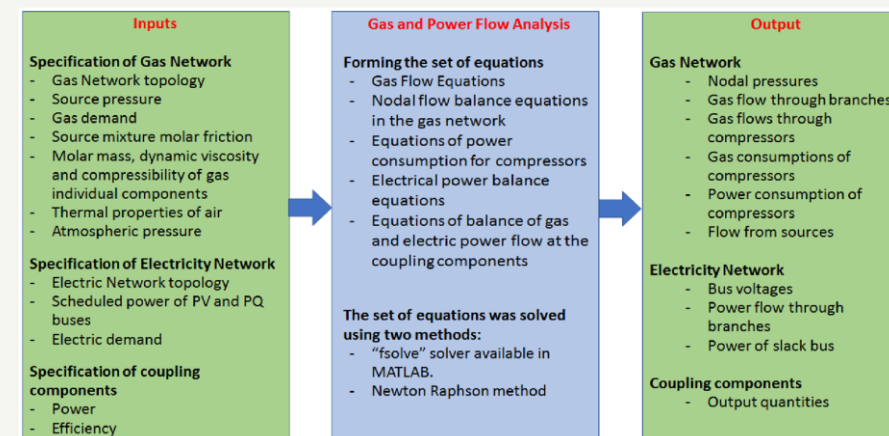 Inputs
Specification of Gas Network
- Gas Network topology
- Source pressure
- Gas demand
- Source mixture molar friction
- Molar mass, dynamic viscosity
and compressibility of gas
individual components
- Thermal properties of air
- Atmospheric pressure
Specification of Electricity Network
- Electric Network topology
- Scheduled power of PV and PQ
buses
- Electric demand
Specification of coupling
components
- Power
- Efficiency
Gas and Power Flow Analysis
Forming the set of equations
- Gas Flow Equations
- Nodal flow balance equations
in the gas network
- Equations of power
consumption for compressors
- Electrical power balance
equations
- Equations of balance of gas
and electric power flow at the
coupling components
The set of equations was solved
using two methods:
- “fsolve” solver available in
MATLAB.
- Newton Raphson method
Output
Gas Network
- Nodal pressures
- Gas flow through branches
- Gas flows through
compressors
- Gas consumptions of
compressors
- Power consumption of
compressors
- Flow from sources
Electricity Network
- Bus voltages
- Power flow through
branches
- Power of slack bus
Coupling components
- Output quantities